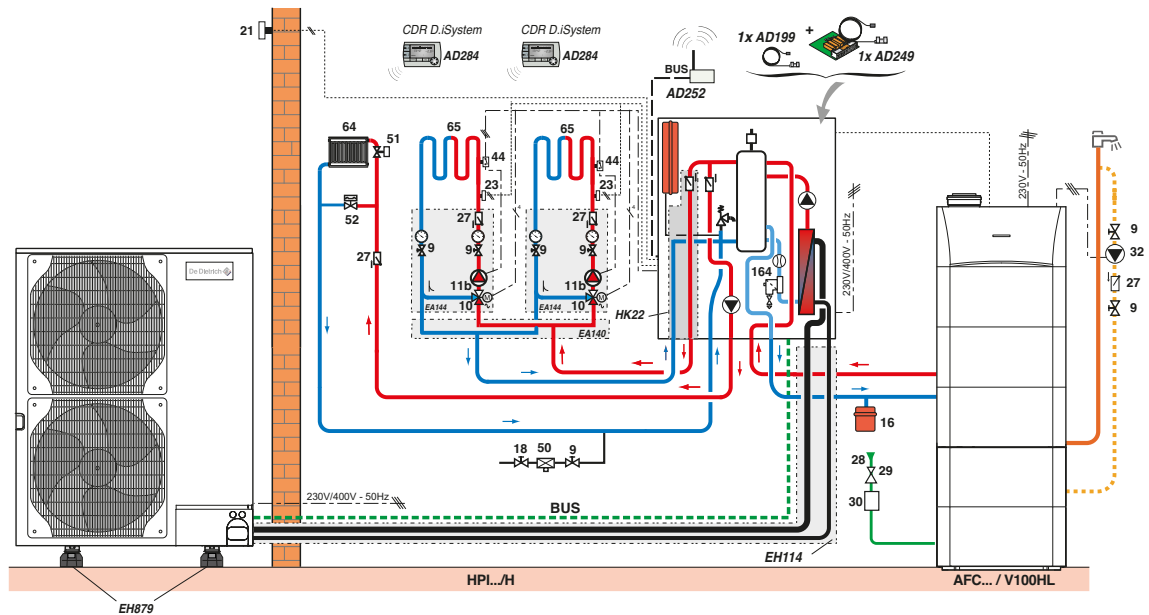 CDR D.iSystem
CDR D.iSystem
1x AD199
+
1x AD249
21
AD284
AD284
BUS
AD252
64
51
65
65
44
44
23
23
52
27
27
27
9
9
9
9
11b
11b
10
10
M
M
EA144
EA144
EA140
HK22
164
230V/400V - 50Hz
230V - 50Hz
De Dietrich
9
32
27
9
16
18
50
9
28
29
30
230V/400V - 50Hz
BUS
EH114
HPI.../H
AFC... / V100HL
EH879